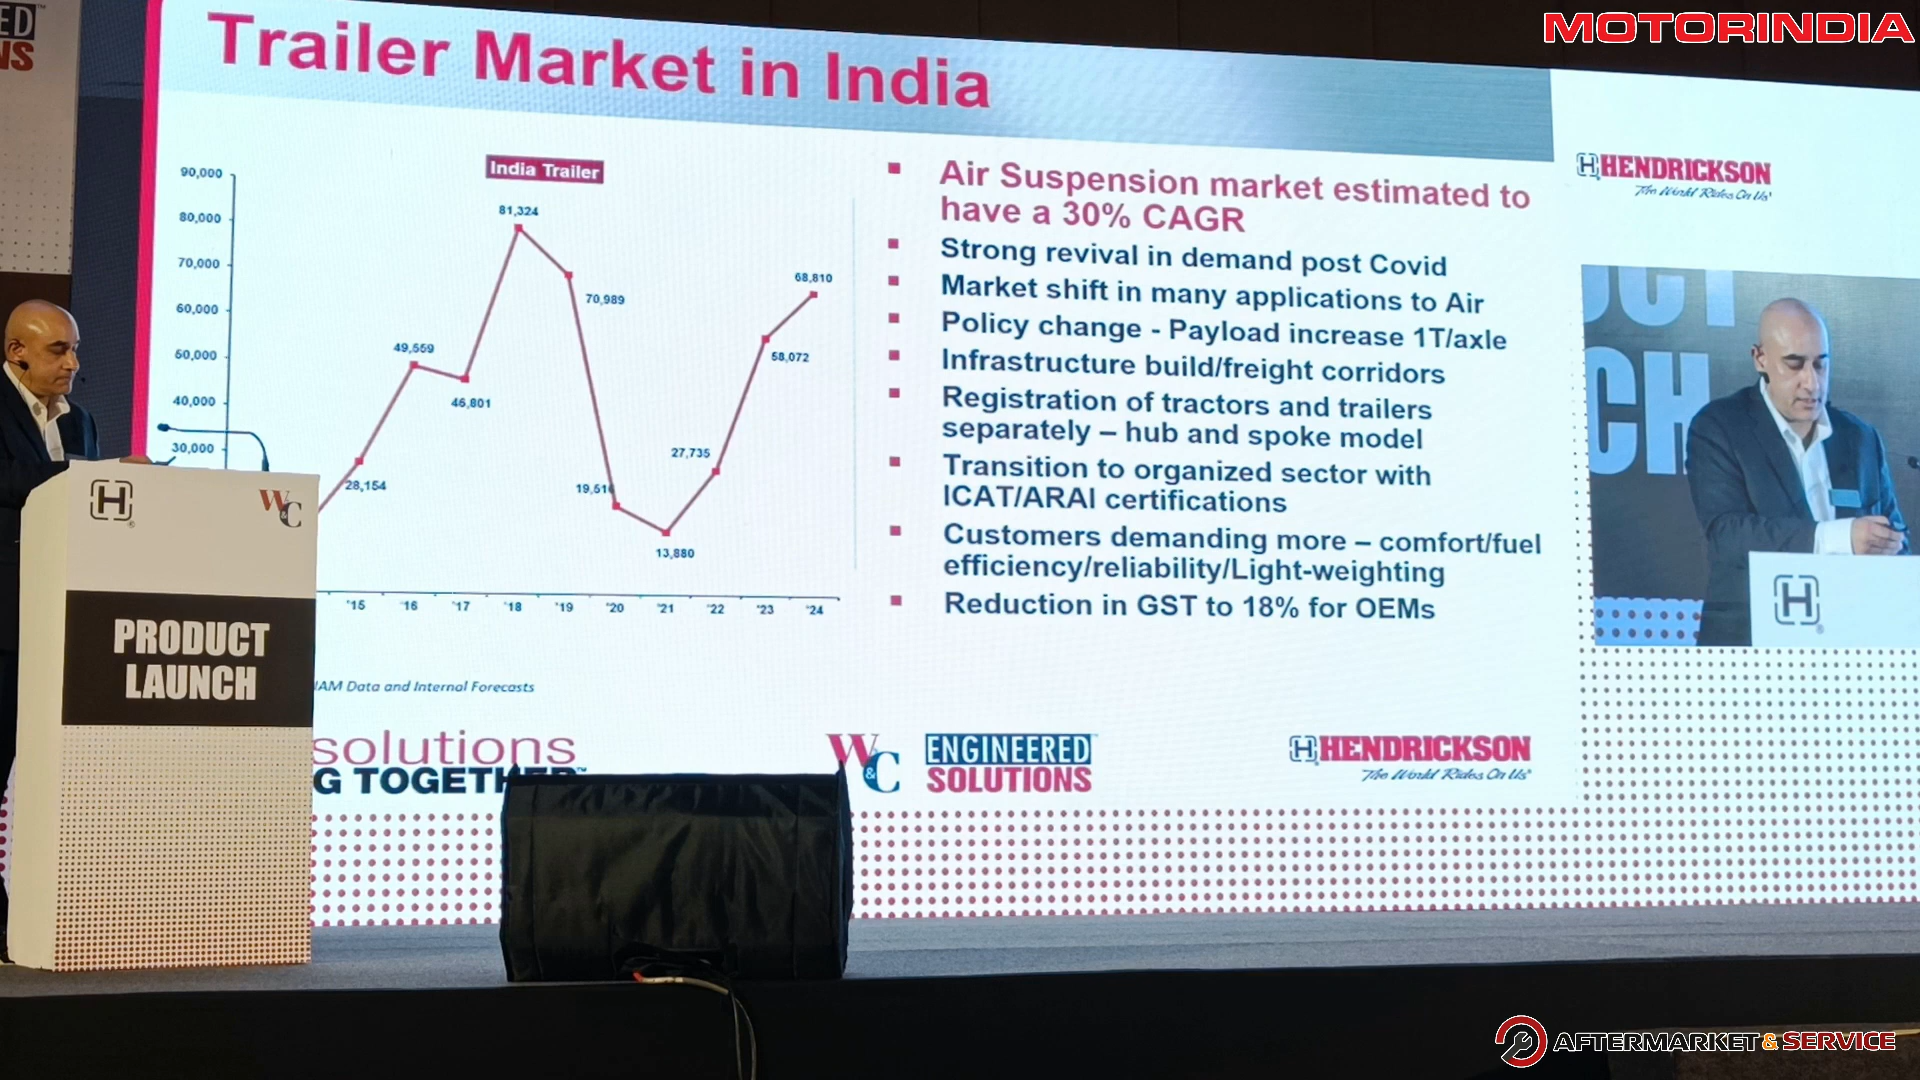 MOTORINDIA
ED
NS
Trailer Market in India
India Trailer
90,000
80,000
70,000
60,000
50,000
40,000
30,000
28,154
49,559
46,801
81,324
70,989
13,880
27,735
58,072
68,810
'15 '16 '17 '18 '19 '20 '21 '22 '23 '24
IAM Data and Internal Forecasts
Air Suspension market estimated to
have a 30% CAGR
Strong revival in demand post Covid
Market shift in many applications to Air
Policy change - Payload increase 1T/axle
Infrastructure build/freight corridors
Registration of tractors and trailers
separately – hub and spoke model
Transition to organized sector with
ICAT/ARAI certifications
Customers demanding more – comfort/fuel
efficiency/reliability/Light-weighting
Reduction in GST to 18% for OEMs
HENDRICKSON
The World Rides On Us
UCT
CH
H
H
W&C
PRODUCT
LAUNCH
solutions
G TOGETHER™
W&C
ENGINEERED
SOLUTIONS
HENDRICKSON
The World Rides On Us
AFTERMARKET & SERVICE